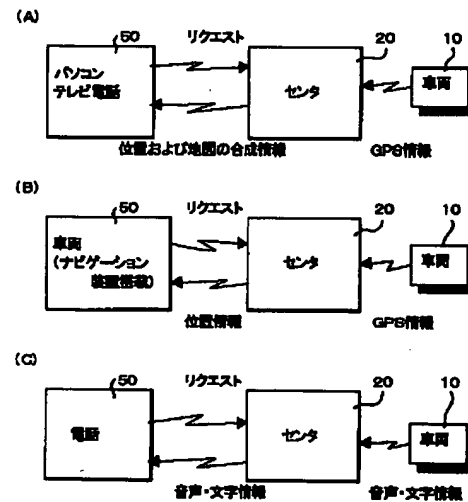 (A)
50
リクエスト
20
10
パソコン
テレビ電話
センタ
車両
位置および地図の合成情報
GPS情報
(B)
50
リクエスト
20
10
車両
(ナビゲーション
装置搭載)
センタ
車両
位置情報
GPS情報
(C)
50
リクエスト
20
10
電話
センタ
車両
音声・文字情報
音声・文字情報